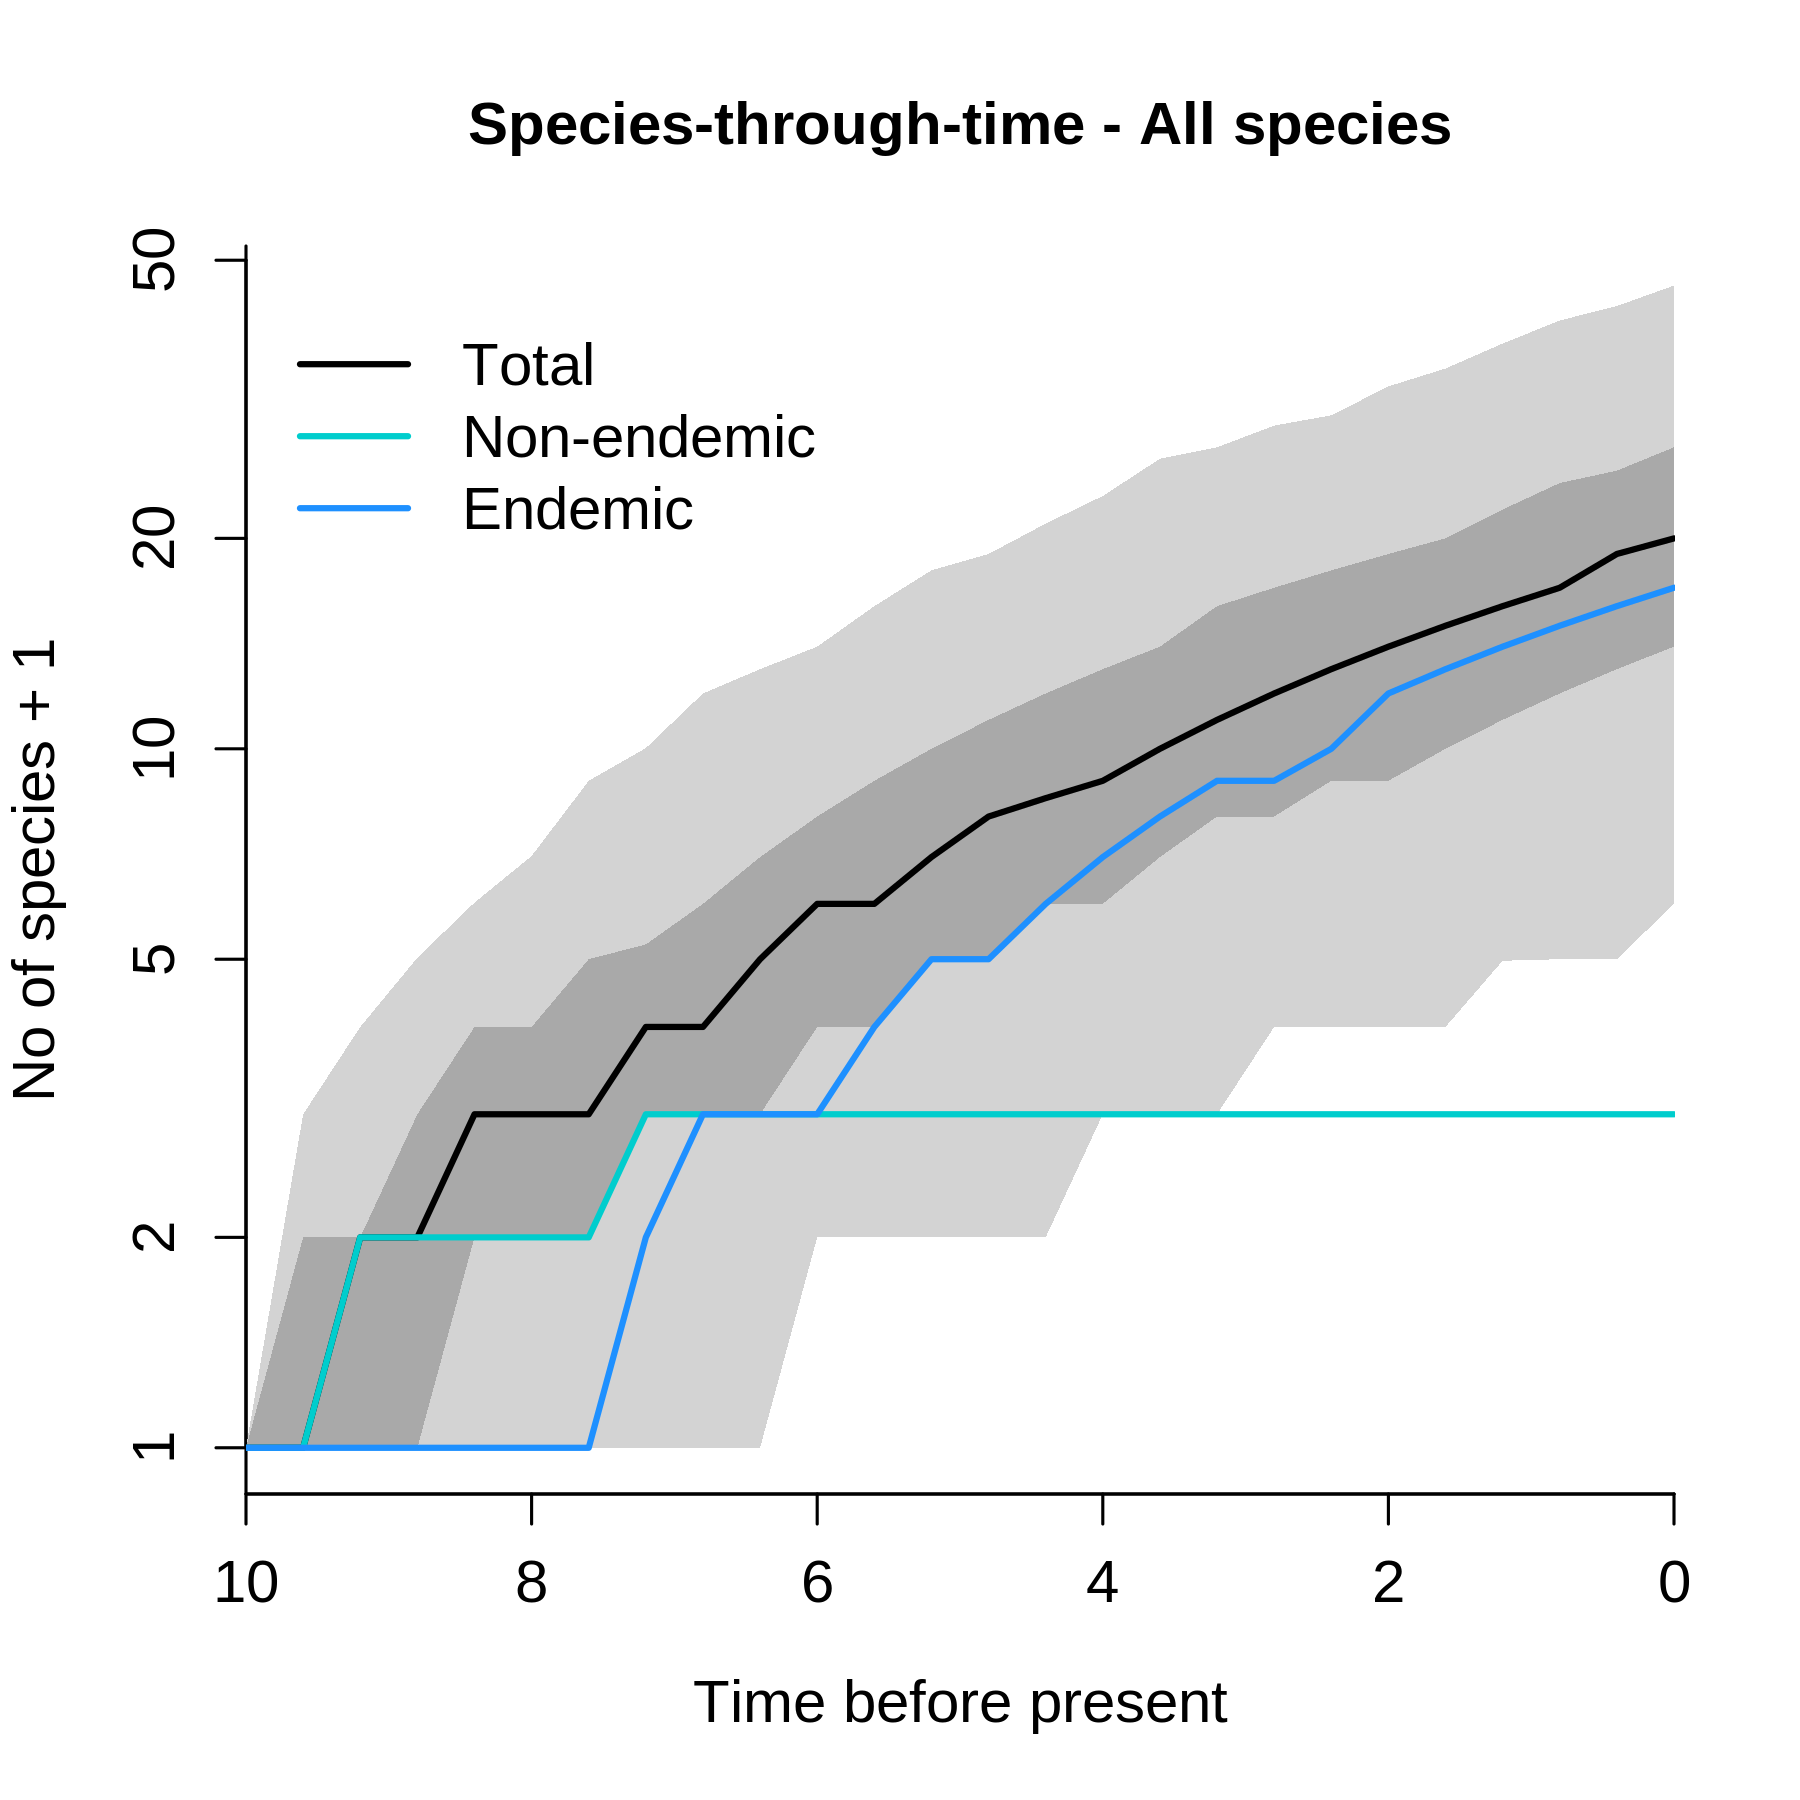 Species-through-time - All species
50
20
10
5
2
1
No of species + 1
Total
Non-endemic
Endemic
10 8 6 4 2 0
Time before present